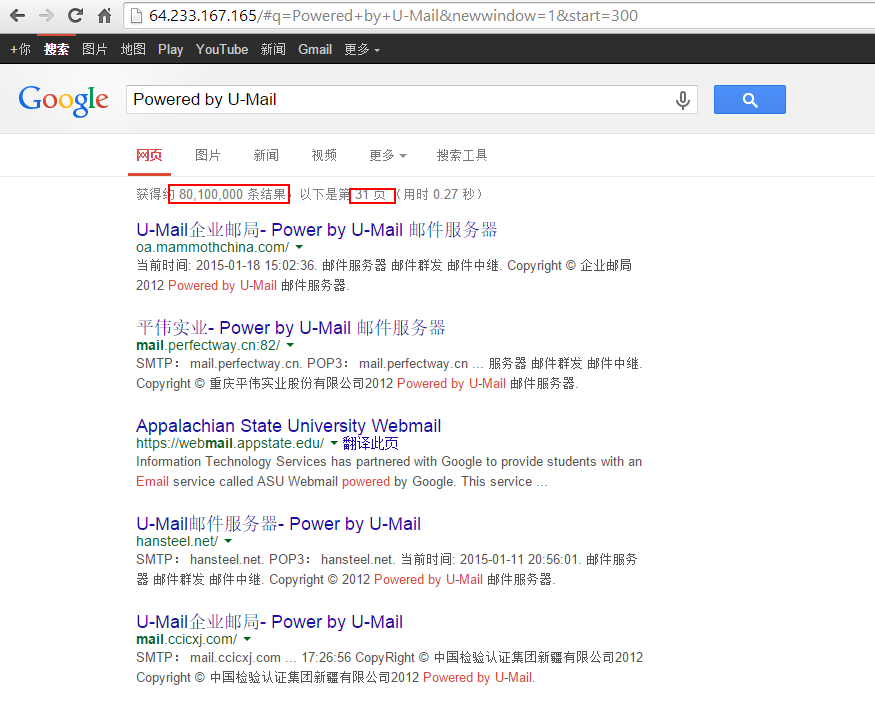 64.233.167.165/#q=Powered+by+U-Mail&newwindow=1&start=300
+你 搜索 图片 地图 Play YouTube 新闻 Gmail 更多
Google Powered by U-Mail
网页 图片 新闻 视频 更多 搜索工具
获得约 80,100,000 条结果，以下是第 31 页 （用时 0.27 秒）
U-Mail企业邮局- Power by U-Mail 邮件服务器
oa.mammothchina.com/
当前时间: 2015-01-18 15:02:36. 邮件服务器 邮件群发 邮件中继. Copyright © 企业邮局
2012 Powered by U-Mail 邮件服务器.
平伟实业- Power by U-Mail 邮件服务器
mail.perfectway.cn:82/
SMTP： mail.perfectway.cn. POP3： mail.perfectway.cn ... 服务器 邮件群发 邮件中继.
Copyright © 重庆平伟实业股份有限公司2012 Powered by U-Mail 邮件服务器.
Appalachian State University Webmail
https://webmail.appstate.edu/ 翻译此页
Information Technology Services has partnered with Google to provide students with an
Email service called ASU Webmail powered by Google. This service ...
U-Mail邮件服务器- Power by U-Mail
hansteel.net/
SMTP： hansteel.net. POP3： hansteel.net. 当前时间: 2015-01-11 20:56:01. 邮件服务
器 邮件群发 邮件中继. Copyright © 2012 Powered by U-Mail 邮件服务器.
U-Mail企业邮局- Power by U-Mail
mail.ccicxj.com/
SMTP： mail.ccicxj.com ... 17:26:56 CopyRight © 中国检验认证集团新疆有限公司2012
Copyright © 中国检验认证集团新疆有限公司2012 Powered by U-Mail.